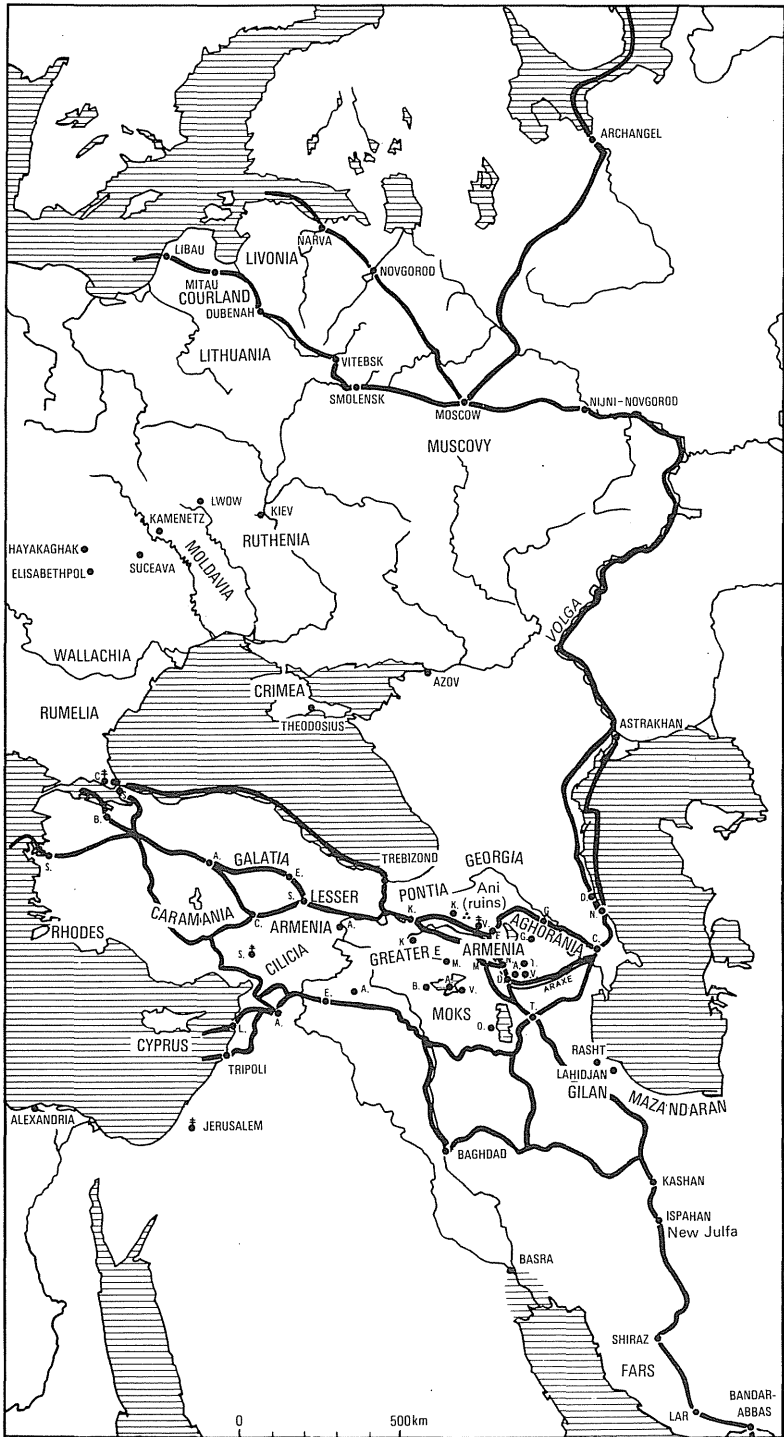 ARCHANGEL
NARVA
LIBAU
LIVONIA
NOVGOROD
MITAU
COURLAND
DUBENAH
LITHUANIA
VITEBSK
SMOLENSK
MOSCOW
NIJNI-NOVGOROD
MUSCOVY
LWOW
KIEV
KAMENETZ
RUTHENIA
HAYAKAGHAK
SUCEAVA
ELISABETHPOL
MOLDAVIA
VOLGA
WALLACHIA
CRIMEA
AZOV
RUMELIA
THEODOSIUS
ASTRAKHAN
C.
B.
S.
A.
GALATIA
E.
TREBIZOND
GEORGIA
S.
LESSER
PONTIA
Ani
(ruins)
D.
N.
RHODES
CARAMANIA
C.
ARMENIA
A.
K.
K.
V.
G.
AGHORANIA
C.
S.
CILICIA
K
GREATER
E
ARMENIA
G.
M.
M
A.
I.
V.
D.
ARAXE
E.
A.
B.
A.
V.
MOKS
O.
T.
CYPRUS
L.
A.
TRIPOLI
RASHT
LAHIDJAN
GILAN
MAZANDARAN
ALEXANDRIA
JERUSALEM
BAGHDAD
KASHAN
ISPAHAN
New Julfa
BASRA
SHIRAZ
FARS
LAR
BANDAR-
ABBAS
0 500km